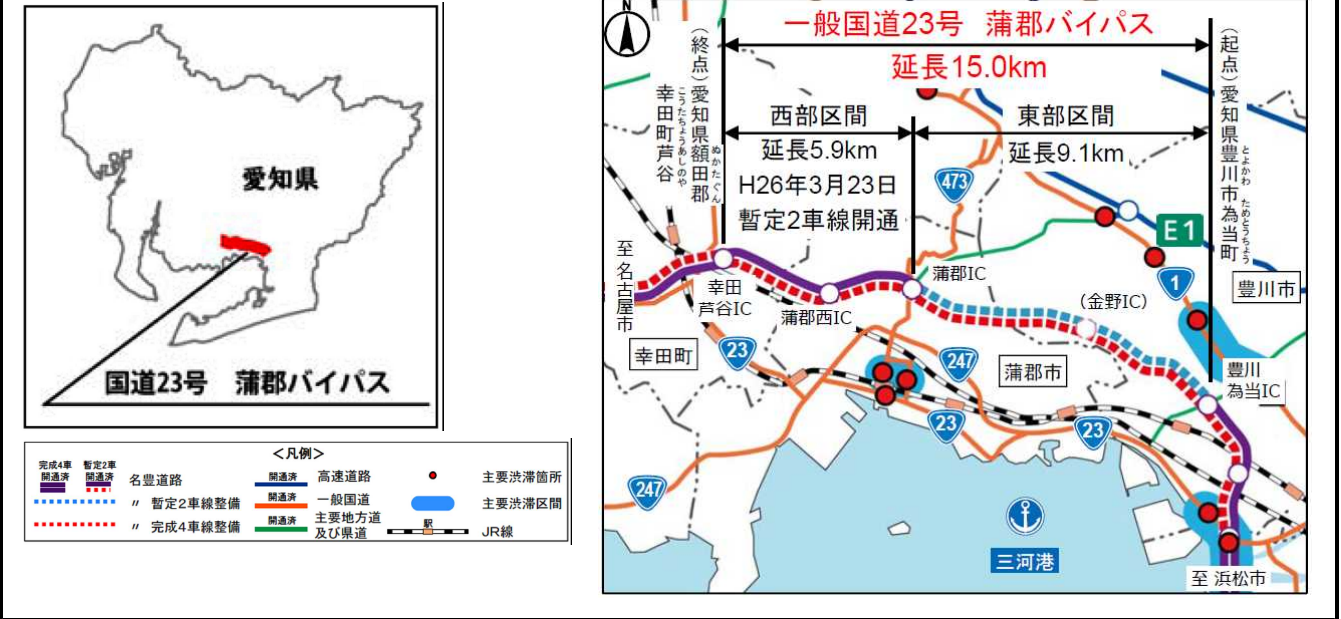 愛知県
国道23号 蒲郡バイパス
＜凡例＞
完成4車
開通済
暫定2車
開通済
名豊道路
〃 暫定2車線整備
〃 完成4車線整備
開通済
高速道路
開通済
一般国道
開通済
主要地方道
及び県道
主要渋滞箇所
主要渋滞区間
駅
JR線
N
一般国道23号 蒲郡バイパス
延長15.0km
（終点）愛知県額田郡
ぬかたぐん
幸田町芦谷
こうたちょうあしのや
（起点）愛知県豊川市為当町
とよかわ ためとうちょう
西部区間
延長5.9km
H26年3月23日
暫定2車線開通
東部区間
延長9.1km
473
E1
1
豊川市
至 名古屋市
幸田
芦谷IC
蒲郡西IC
蒲郡IC
（金野IC）
豊川
為当IC
幸田町
23
247
蒲郡市
23
23
247
三河港
至 浜松市